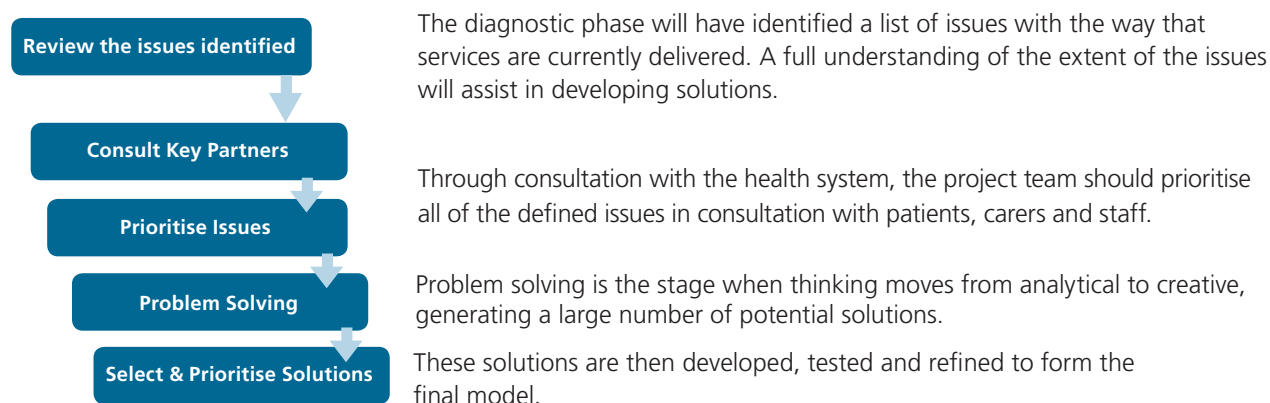 Review the issues identified
The diagnostic phase will have identified a list of issues with the way that
services are currently delivered. A full understanding of the extent of the issues
will assist in developing solutions.
Consult Key Partners
Through consultation with the health system, the project team should prioritise
all of the defined issues in consultation with patients, carers and staff.
Prioritise Issues
Problem Solving
Problem solving is the stage when thinking moves from analytical to creative,
generating a large number of potential solutions.
Select & Prioritise Solutions
These solutions are then developed, tested and refined to form the
final model.